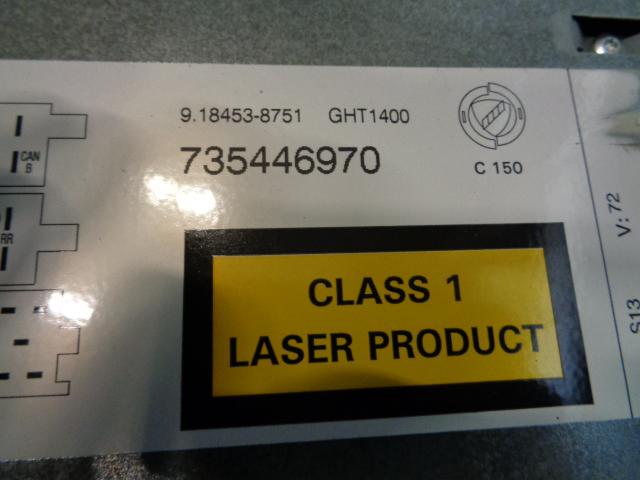 9.18453-8751 GHT1400
735446970
C 150
CAN
B
RR
CLASS 1
LASER PRODUCT
V: 72
S13